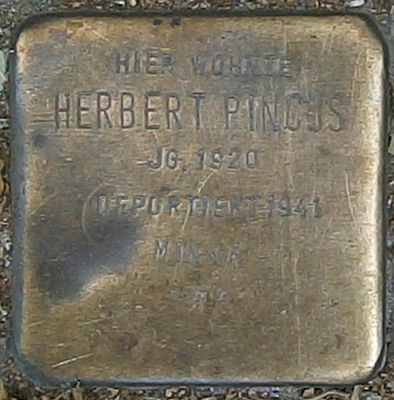 HIER WOHNTE
HERBERT PINCUS
JG. 1920
DEPORTIERT 1941
MINSK